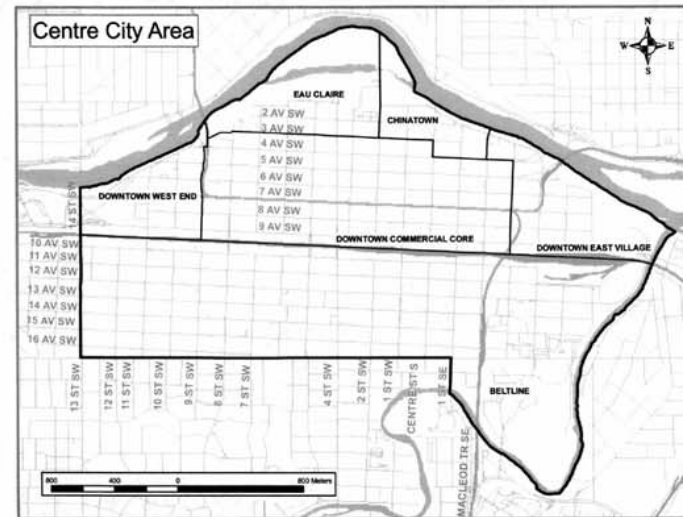 Centre City Area
N
W E
S
EAU CLAIRE
2 AV SW
3 AV SW
CHINATOWN
4 AV SW
5 AV SW
6 AV SW
7 AV SW
8 AV SW
9 AV SW
DOWNTOWN WEST END
14 ST SW
DOWNTOWN COMMERCIAL CORE
DOWNTOWN EAST VILLAGE
10 AV SW
11 AV SW
12 AV SW
13 AV SW
14 AV SW
15 AV SW
16 AV SW
13 ST SW
12 ST SW
11 ST SW
10 ST SW
9 ST SW
8 ST SW
7 ST SW
4 ST SW
2 ST SW
1 ST SW
CENTRE ST S
1 ST SE
MACLEOD TR SE
BELTLINE
800 400 0 800 Meters